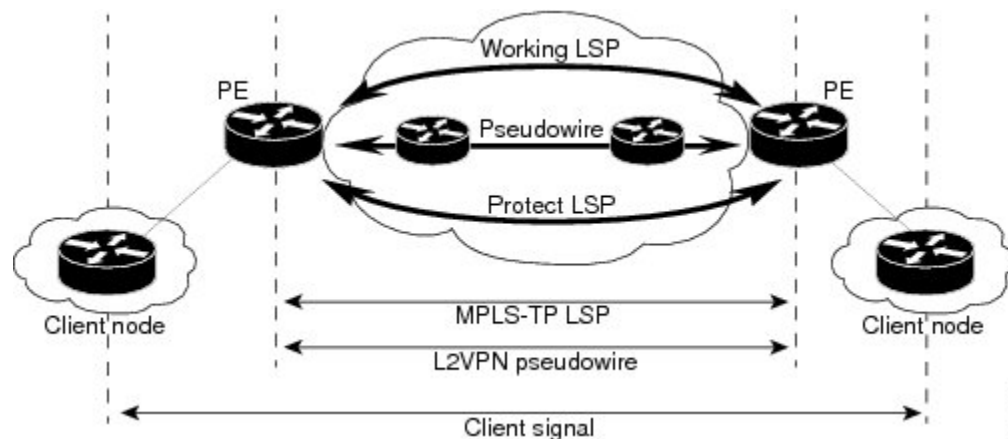 Working LSP
PE
PE
Pseudowire
Protect LSP
Client node
Client node
MPLS-TP LSP
L2VPN pseudowire
Client signal